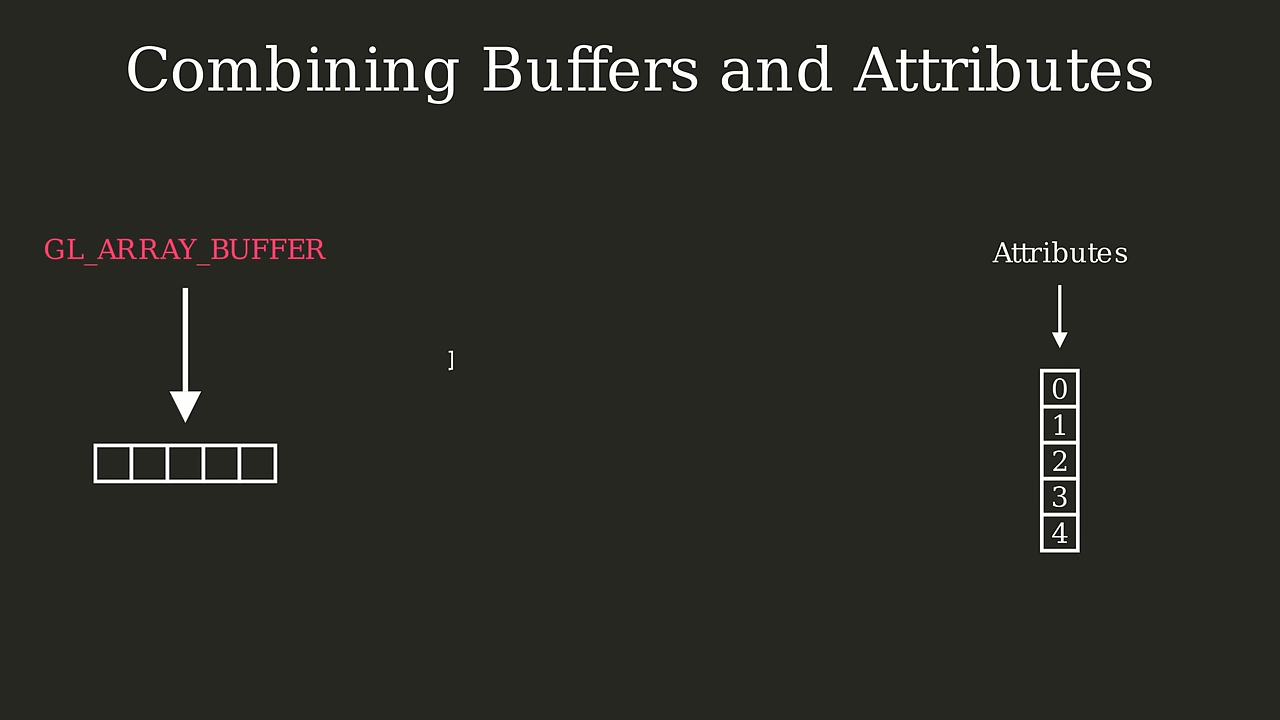 Combining Buffers and Attributes
GL_ARRAY_BUFFER
Attributes
]
0
1
2
3
4